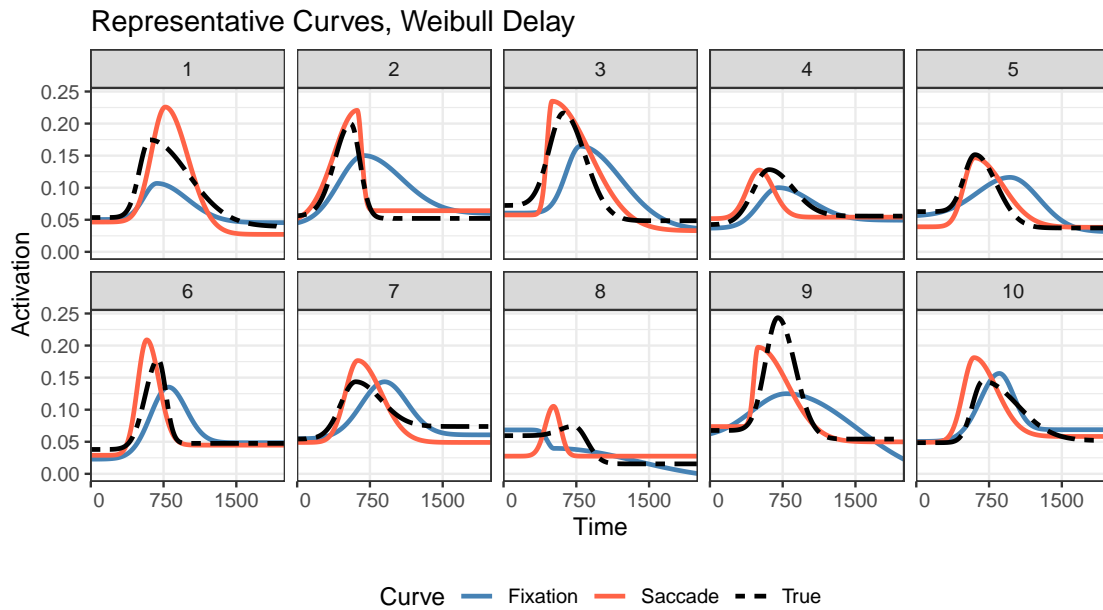 Representative Curves, Weibull Delay
1 2 3 4 5
0.25
0.20
0.15
0.10
0.05
0.00
6 7 8 9 10
0.25
0.20
0.15
0.10
0.05
0.00
0 750 1500 0 750 1500 0 750 1500 0 750 1500 0 750 1500
Activation
Time
Curve Fixation Saccade True